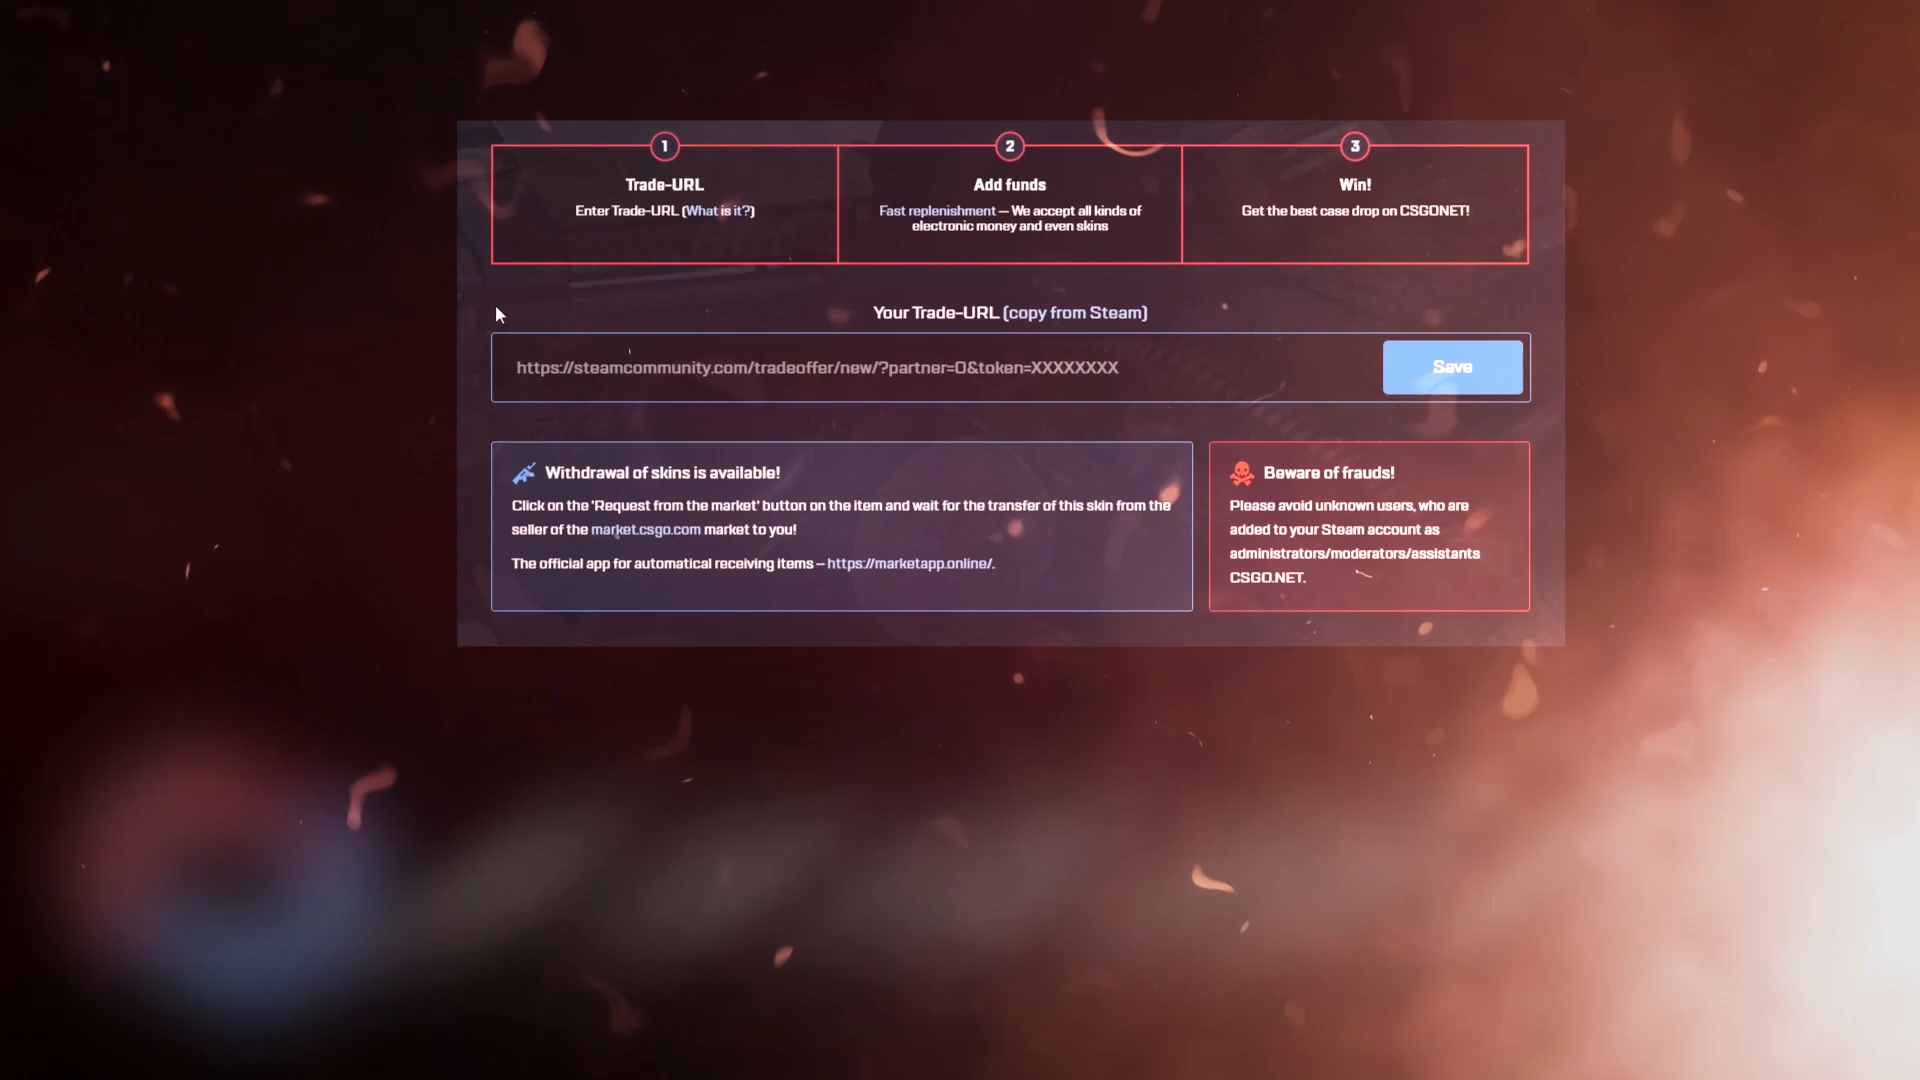 1
Trade-URL
Enter Trade-URL (What is it?)
2
Add funds
Fast replenishment — We accept all kinds of
electronic money and even skins
3
Win!
Get the best case drop on CSGONET!
Your Trade-URL (copy from Steam)
https://steamcommunity.com/tradeoffer/new/?partner=0&token=XXXXXXXX
Save
Withdrawal of skins is available!
Click on the 'Request from the market' button on the item and wait for the transfer of this skin from the
seller of the market.csgo.com market to you!
The official app for automatical receiving items – https://marketapp.online/.
Beware of frauds!
Please avoid unknown users, who are
added to your Steam account as
administrators/moderators/assistants
CSGO.NET.